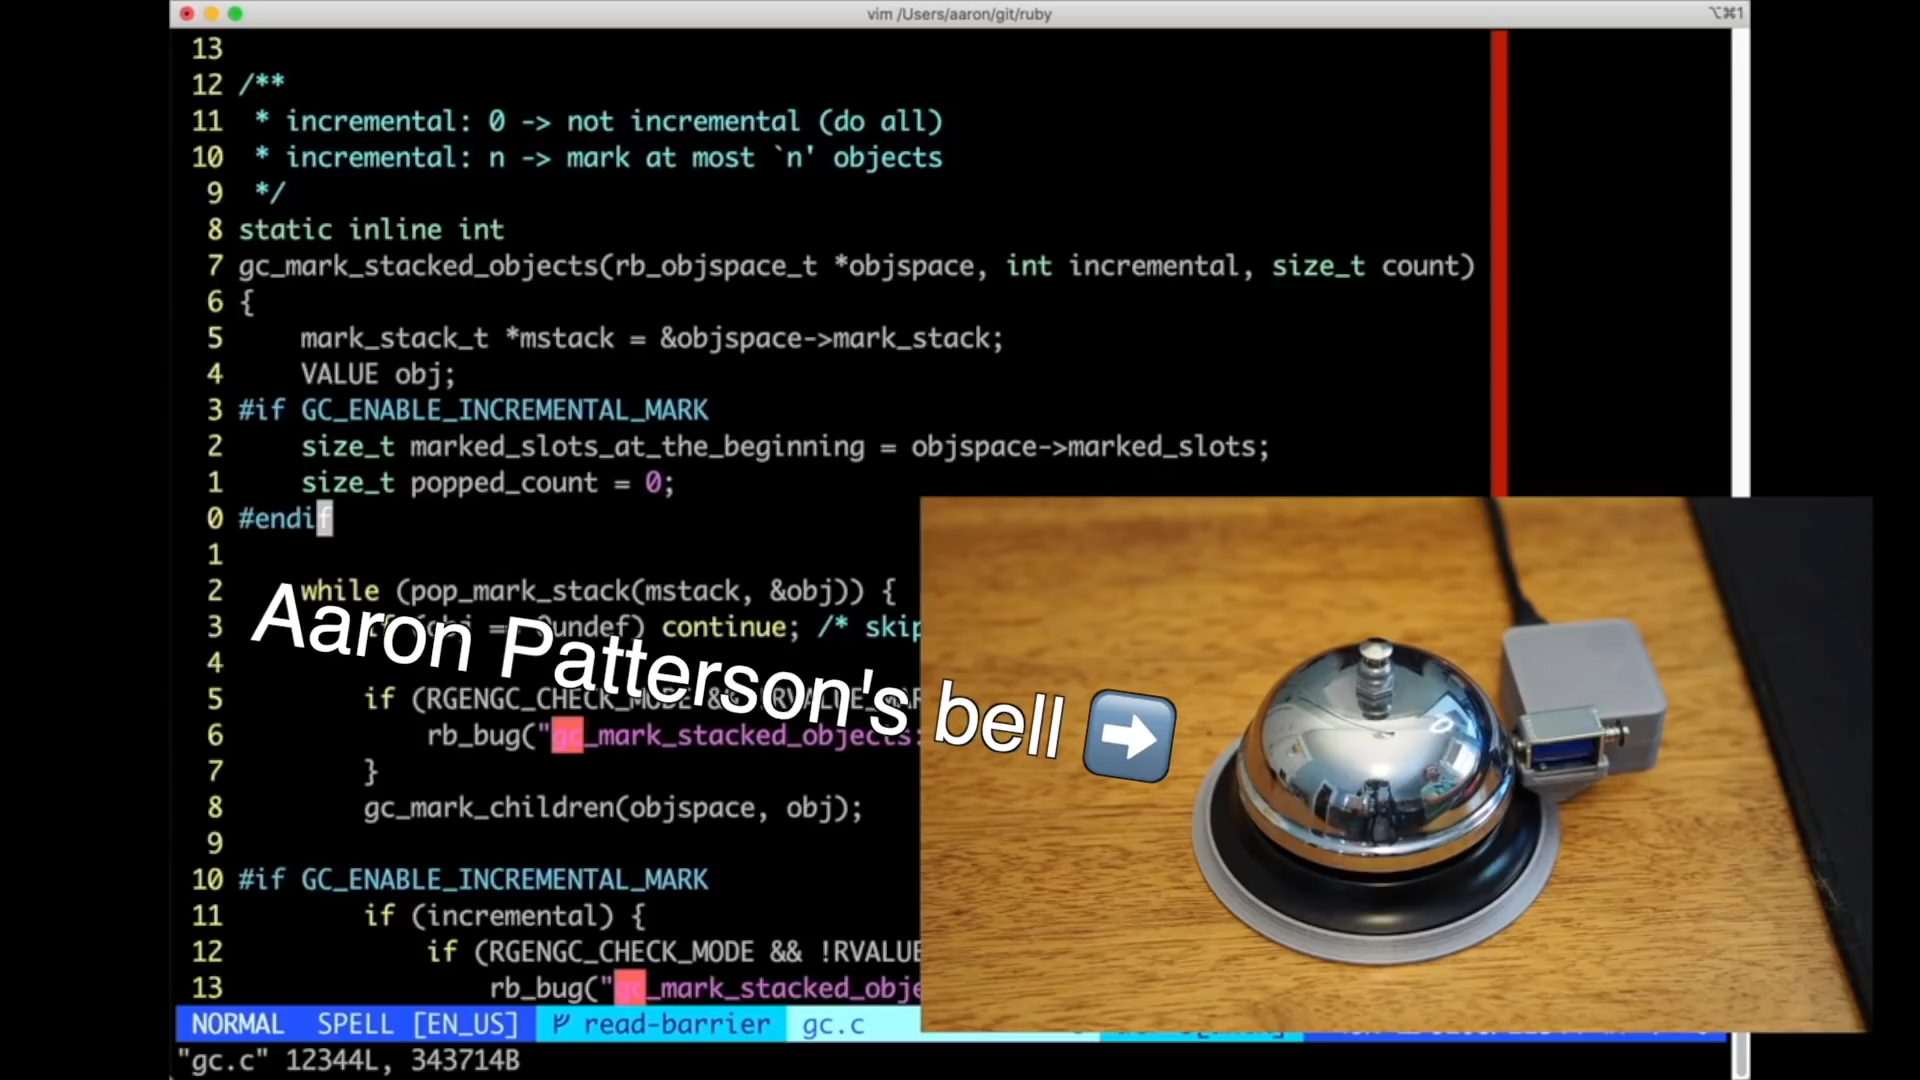 vim /Users/aaron/git/ruby
⌥⌘1
13
12 /**
11  * incremental: 0 -> not incremental (do all)
10  * incremental: n -> mark at most `n' objects
9  */
8 static inline int
7 gc_mark_stacked_objects(rb_objspace_t *objspace, int incremental, size_t count)
6 {
5     mark_stack_t *mstack = &objspace->mark_stack;
4     VALUE obj;
3 #if GC_ENABLE_INCREMENTAL_MARK
2     size_t marked_slots_at_the_beginning = objspace->marked_slots;
1     size_t popped_count = 0;
0 #endif
1
2     while (pop_mark_stack(mstack, &obj)) {
3         continue; /* skip
4
5         if (RGENGC_CHECK_MODE
6             rb_bug("gc_mark_stacked_objects:
7         }
8         gc_mark_children(objspace, obj);
9
10 #if GC_ENABLE_INCREMENTAL_MARK
11         if (incremental) {
12             if (RGENGC_CHECK_MODE && !RVALUE
13                 rb_bug("gc_mark_stacked_obje
Aaron Patterson's bell
NORMAL SPELL [EN_US] read-barrier gc.c
"gc.c" 12344L, 343714B